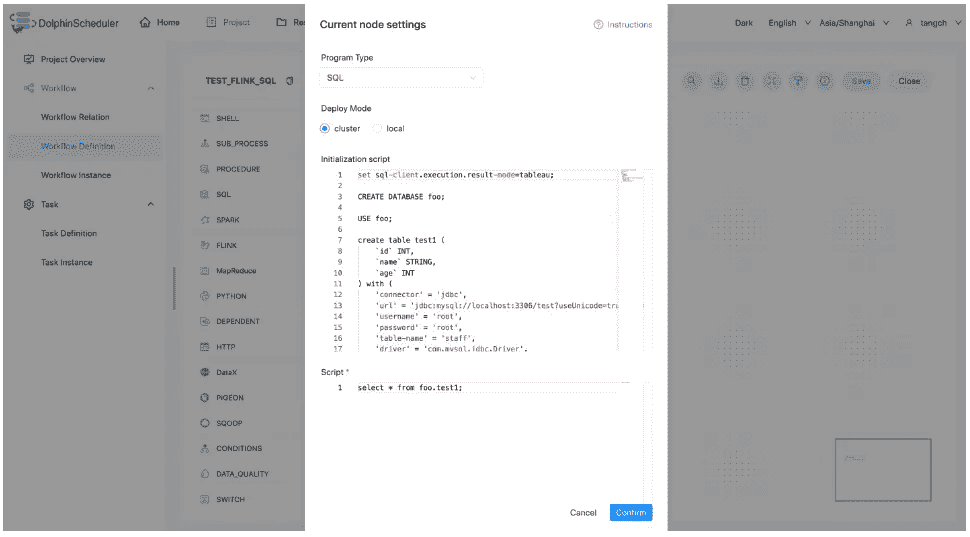 DolphinScheduler
Home
Project
Dark
English
Asia/Shanghai
tangch
Project Overview
Workflow
Workflow Relation
Workflow Definition
Workflow Instance
Task
Task Definition
Task Instance
TEST_FLINK_SQL
SHELL
SUB_PROCESS
PROCEDURE
SQL
SPARK
FLINK
MapReduce
PYTHON
DEPENDENT
HTTP
DataX
PIGEON
SQOOP
CONDITIONS
DATA_QUALITY
SWITCH
Save
Close
Current node settings
Instructions
Program Type
SQL
Deploy Mode
cluster local
Initialization script
1 set sql-client.execution.result-mode=tableau;
2
3 CREATE DATABASE foo;
4
5 USE foo;
6
7 create table test1 (
8 `id` INT,
9 `name` STRING,
10 `age` INT
11 ) with (
12 'connector' = 'jdbc',
13 'url' = 'jdbc:mysql://localhost:3306/test?useUnicode=tru
14 'username' = 'root',
15 'password' = 'root',
16 'table-name' = 'staff',
17 'driver' = 'com.mysql.jdbc.Driver',
Script *
1 select * from foo.test1;
Cancel
Confirm